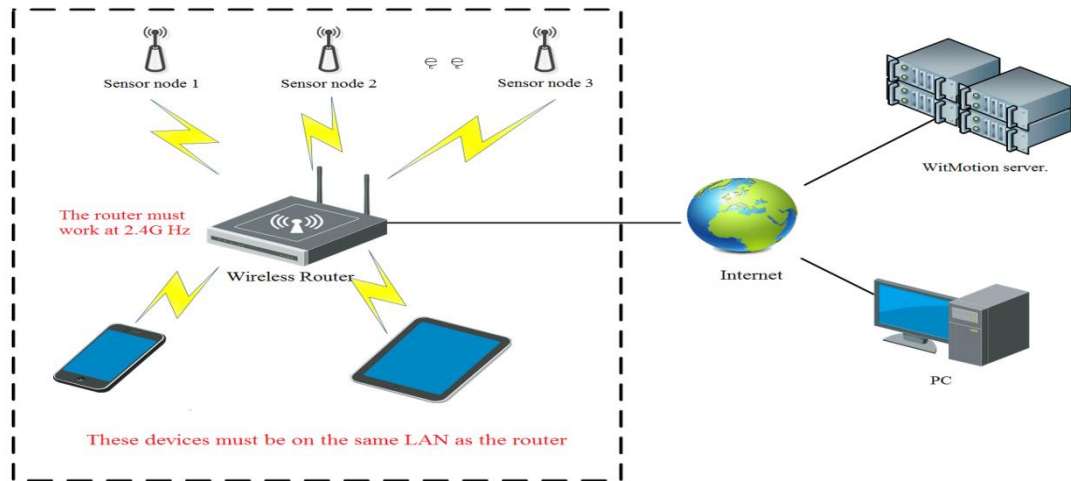 Sensor node 1
Sensor node 2
Sensor node 3
WitMotion server.
The router must
work at 2.4G Hz
Wireless Router
Internet
PC
These devices must be on the same LAN as the router